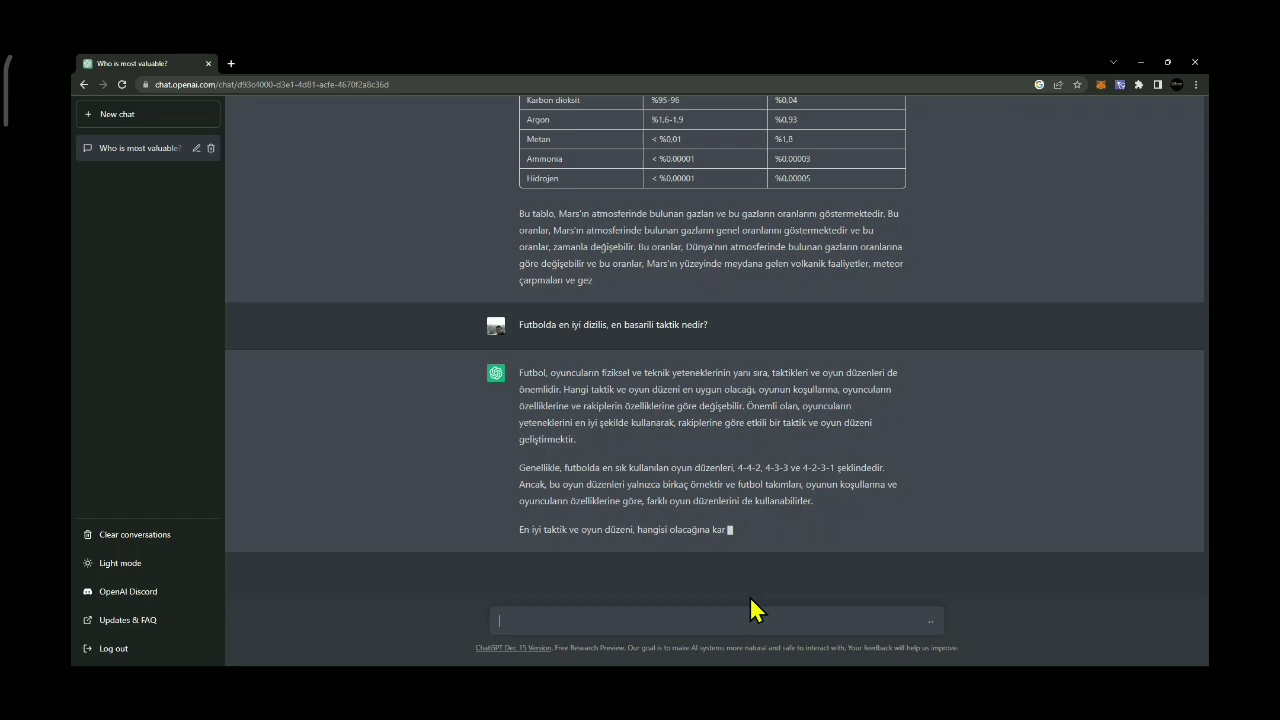 Who is most valuable?
chat.openai.com/chat/d93c4000-d3e1-4d81-acfe-4670f2a8c36d
New chat
Who is most valuable?
Karbon dioksit %95-96 %0,04
Argon %1.6-1.9 %0,93
Metan < %0,01 %1,8
Ammonia < %0,00001 %0,00003
Hidrojen < %0,00001 %0,00005
Bu tablo, Mars'ın atmosferinde bulunan gazları ve bu gazların oranlarını göstermektedir. Bu
oranlar, Mars'ın atmosferinde bulunan gazların genel oranlarını göstermektedir ve bu
oranlar, zamanla değişebilir. Bu oranlar, Dünya'nın atmosferinde bulunan gazların oranlarına
göre değişebilir ve bu oranlar, Mars'ın yüzeyinde meydana gelen volkanik faaliyetler, meteor
çarpmaları ve gez
Futbolda en iyi dizilis, en basarili taktik nedir?
Futbol, oyuncuların fiziksel ve teknik yeteneklerinin yanı sıra, taktikleri ve oyun düzenleri de
önemlidir. Hangi taktik ve oyun düzeni en uygun olacağı, oyunun koşullarına, oyuncuların
özelliklerine ve rakiplerin özelliklerine göre değişebilir. Önemli olan, oyuncuların
yeteneklerini en iyi şekilde kullanarak, rakiplerine göre etkili bir taktik ve oyun düzeni
geliştirmektir.
Genellikle, futbolda en sık kullanılan oyun düzenleri, 4-4-2, 4-3-3 ve 4-2-3-1 şeklindedir.
Ancak, bu oyun düzenleri yalnızca birkaç örnektir ve futbol takımları, oyunun koşullarına ve
oyuncuların özelliklerine göre, farklı oyun düzenlerini de kullanabilirler.
En iyi taktik ve oyun düzeni, hangisi olacağına kar
Clear conversations
Light mode
OpenAI Discord
Updates & FAQ
Log out
ChatGPT Dec 15 Version. Free Research Preview. Our goal is to make AI systems more natural and safe to interact with. Your feedback will help us improve.